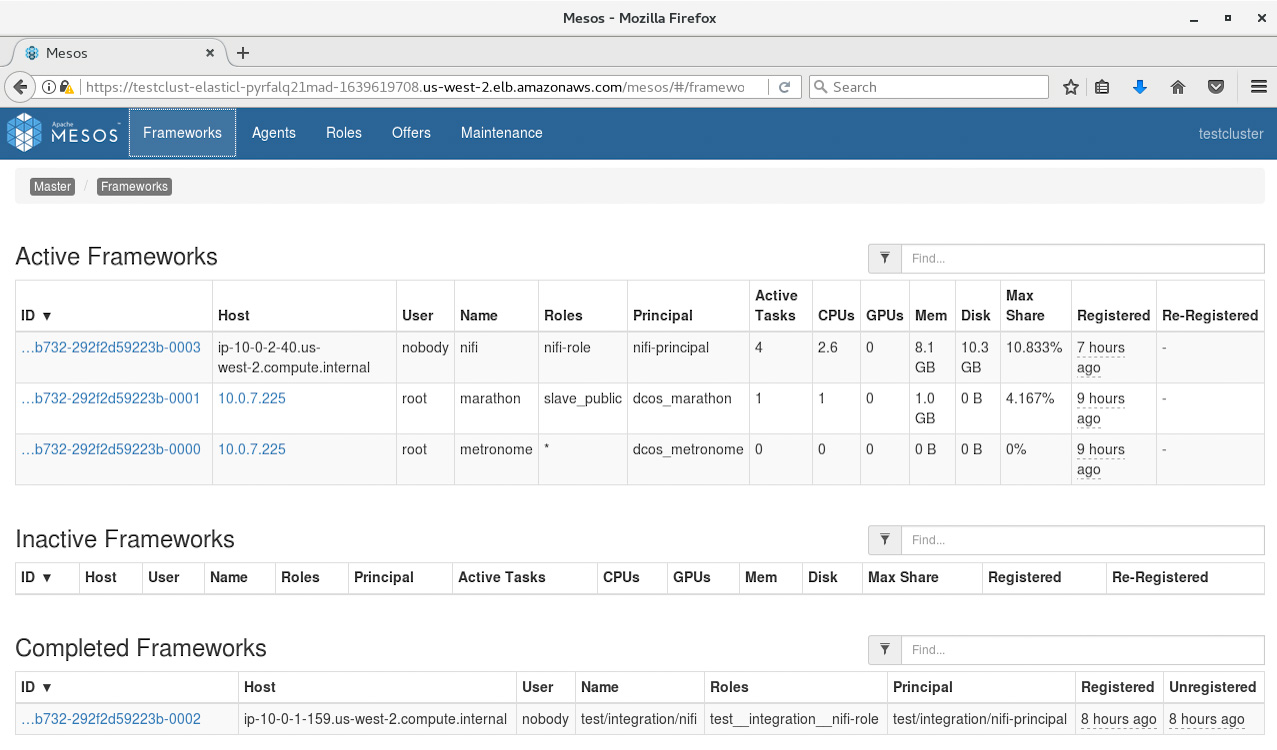 Mesos - Mozilla Firefox
Mesos
https://testclust-elasticl-pyrfalq21mad-1639619708.us-west-2.elb.amazonaws.com/mesos/#/framewo
Search
Apache MESOS™ Frameworks Agents Roles Offers Maintenance testcluster
Master / Frameworks
Active Frameworks Find...
ID ▼ Host User Name Roles Principal Active Tasks CPUs GPUs Mem Disk Max Share Registered Re-Registered
…b732-292f2d59223b-0003 ip-10-0-2-40.us-west-2.compute.internal nobody nifi nifi-role nifi-principal 4 2.6 0 8.1 GB 10.3 GB 10.833% 7 hours ago -
…b732-292f2d59223b-0001 10.0.7.225 root marathon slave_public dcos_marathon 1 1 0 1.0 GB 0 B 4.167% 9 hours ago -
…b732-292f2d59223b-0000 10.0.7.225 root metronome * dcos_metronome 0 0 0 0 B 0 B 0% 9 hours ago -
Inactive Frameworks Find...
ID ▼ Host User Name Roles Principal Active Tasks CPUs GPUs Mem Disk Max Share Registered Re-Registered
Completed Frameworks Find...
ID ▼ Host User Name Roles Principal Registered Unregistered
…b732-292f2d59223b-0002 ip-10-0-1-159.us-west-2.compute.internal nobody test/integration/nifi test__integration__nifi-role test/integration/nifi-principal 8 hours ago 8 hours ago